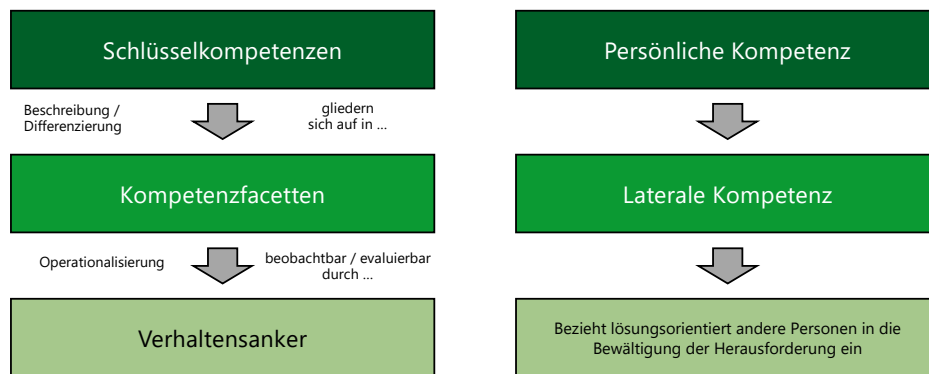 Schlüsselkompetenzen
Beschreibung /
Differenzierung
gliedern
sich auf in ...
Kompetenzfacetten
Operationalisierung
beobachtbar / evaluierbar
durch ...
Verhaltensanker
Persönliche Kompetenz
Laterale Kompetenz
Bezieht lösungsorientiert andere Personen in die
Bewältigung der Herausforderung ein